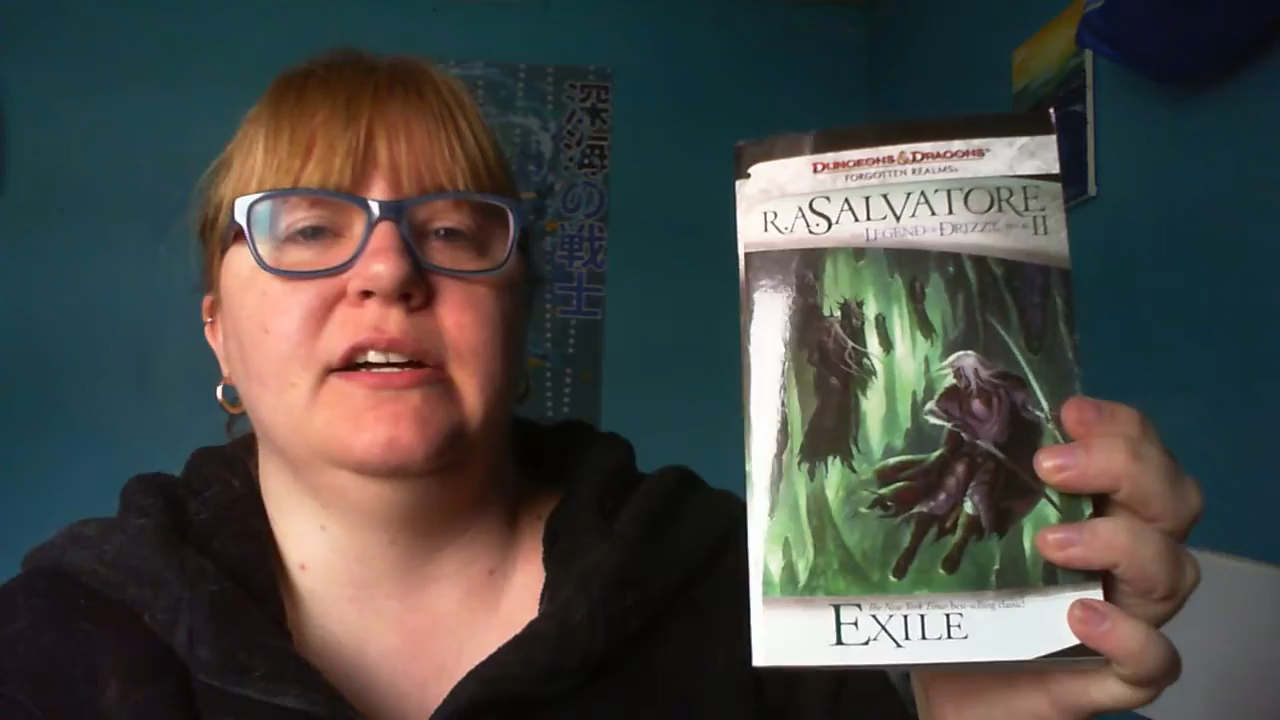 深海の戦士
DUNGEONS & DRAGONS
FORGOTTEN REALMS
R.A. SALVATORE
LEGEND OF DRIZZT BOOK II
The New York Times best-selling classic!
EXILE